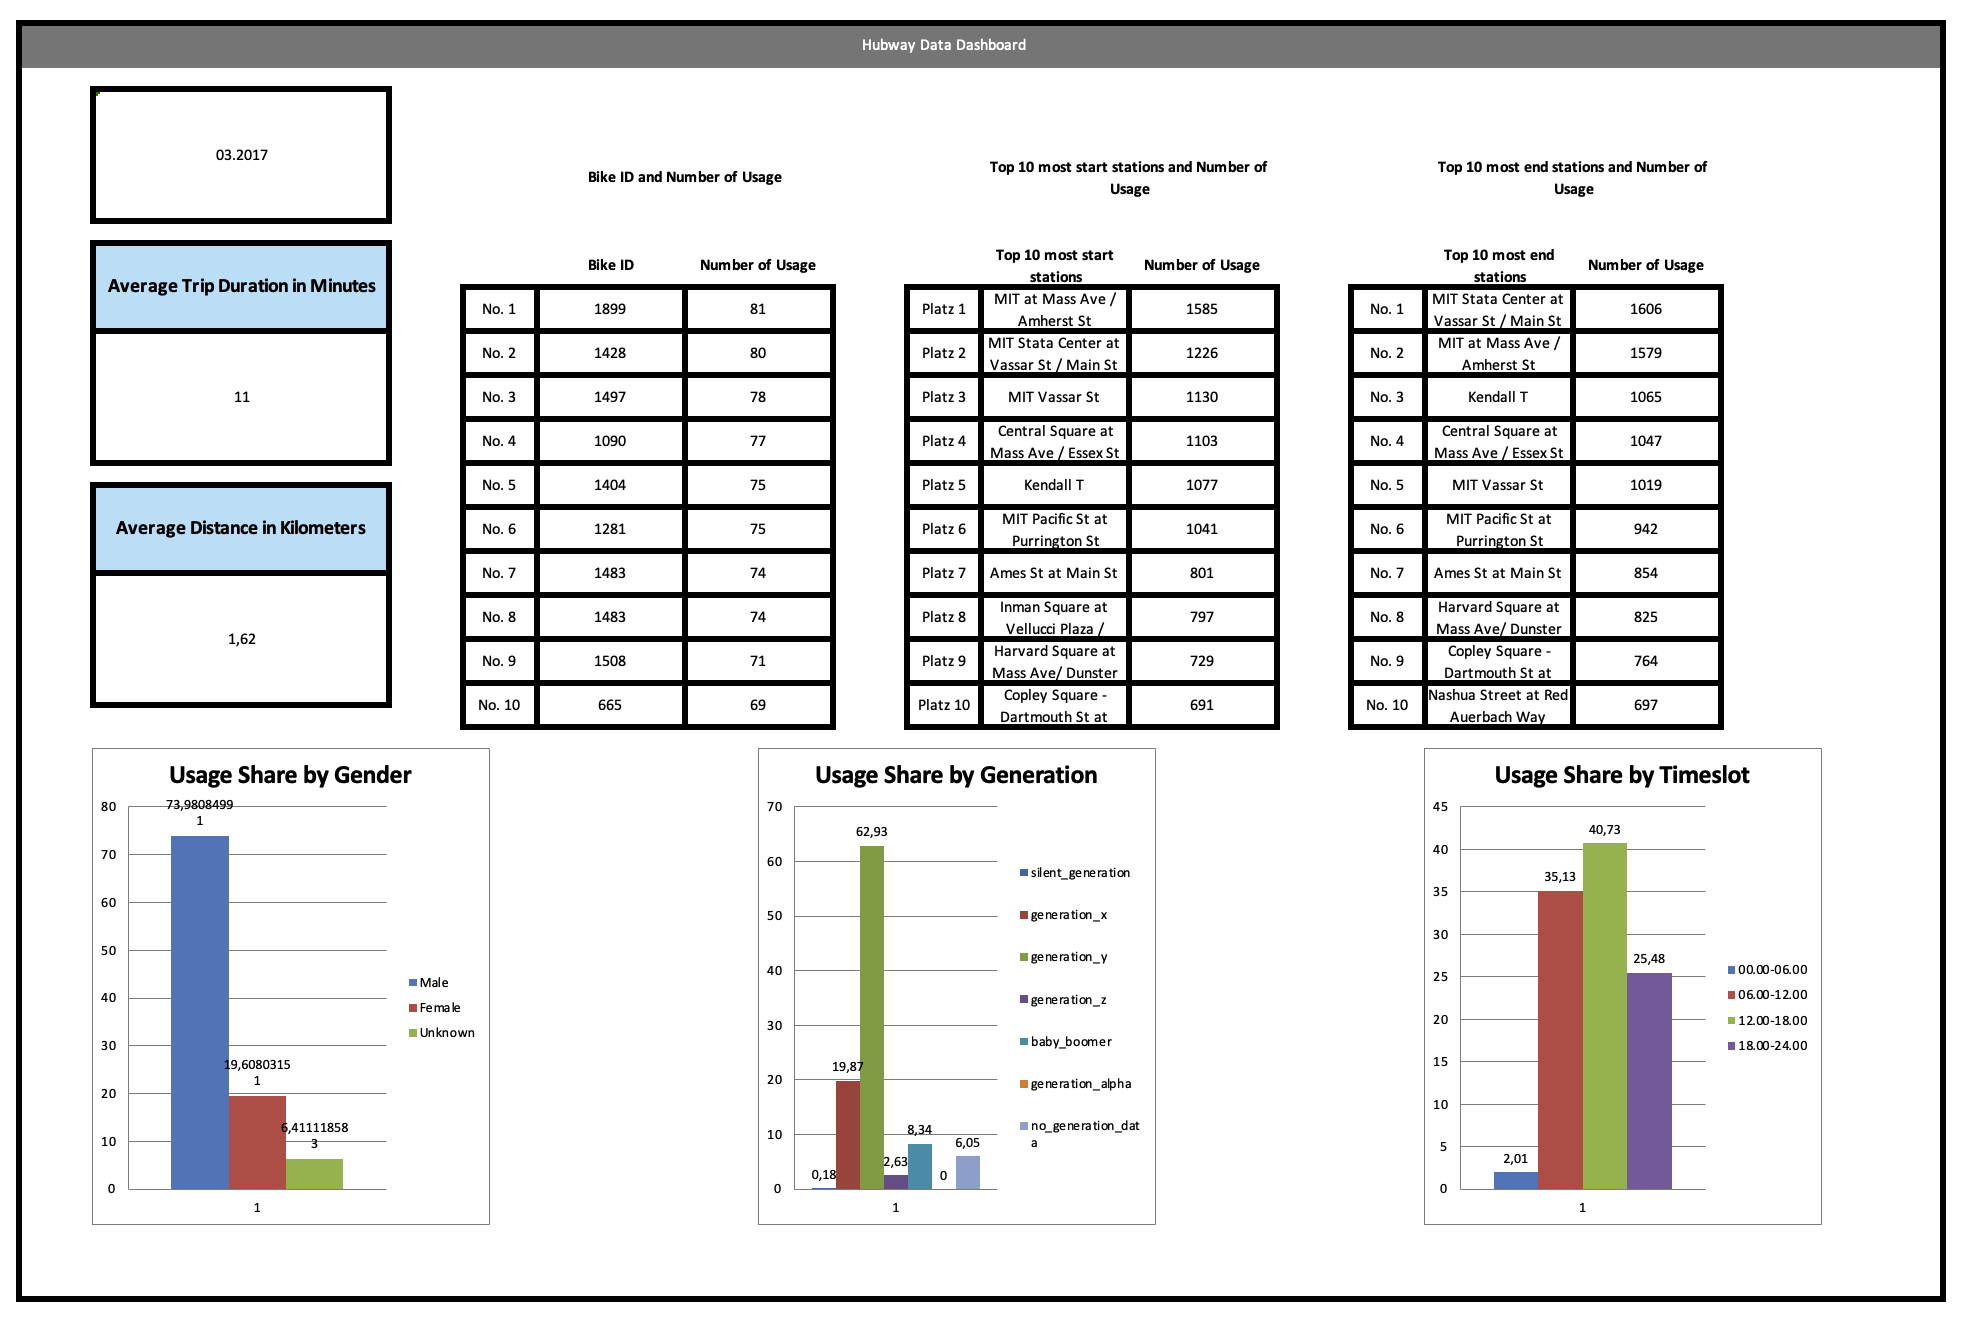 Hubway Data Dashboard
03.2017
Average Trip Duration in Minutes
11
Average Distance in Kilometers
1,62
Bike ID and Number of Usage
Bike ID Number of Usage
No. 1 1899 81
No. 2 1428 80
No. 3 1497 78
No. 4 1090 77
No. 5 1404 75
No. 6 1281 75
No. 7 1483 74
No. 8 1483 74
No. 9 1508 71
No. 10 665 69
Top 10 most start stations and Number of
Usage
Top 10 most start
stations
Number of Usage
Platz 1
MIT at Mass Ave /
Amherst St
1585
Platz 2
MIT Stata Center at
Vassar St / Main St
1226
Platz 3 MIT Vassar St 1130
Platz 4
Central Square at
Mass Ave / Essex St
1103
Platz 5 Kendall T 1077
Platz 6
MIT Pacific St at
Purrington St
1041
Platz 7 Ames St at Main St 801
Platz 8
Inman Square at
Vellucci Plaza /
797
Platz 9
Harvard Square at
Mass Ave/ Dunster
729
Platz 10
Copley Square -
Dartmouth St at
691
Top 10 most end stations and Number of
Usage
Top 10 most end
stations
Number of Usage
No. 1
MIT Stata Center at
Vassar St / Main St
1606
No. 2
MIT at Mass Ave /
Amherst St
1579
No. 3 Kendall T 1065
No. 4
Central Square at
Mass Ave / Essex St
1047
No. 5 MIT Vassar St 1019
No. 6
MIT Pacific St at
Purrington St
942
No. 7 Ames St at Main St 854
No. 8
Harvard Square at
Mass Ave/ Dunster
825
No. 9
Copley Square -
Dartmouth St at
764
No. 10
Nashua Street at Red
Auerbach Way
697
Usage Share by Gender
80
70
60
50
40
30
20
10
0
73,9808499
1
19,6080315
1
6,41111858
3
1
Male
Female
Unknown
Usage Share by Generation
70
60
50
40
30
20
10
0
0,18
19,87
62,93
2,63
8,34
0
6,05
1
silent_generation
generation_x
generation_y
generation_z
baby_boomer
generation_alpha
no_generation_dat
a
Usage Share by Timeslot
45
40
35
30
25
20
15
10
5
0
2,01
35,13
40,73
25,48
1
00.00-06.00
06.00-12.00
12.00-18.00
18.00-24.00